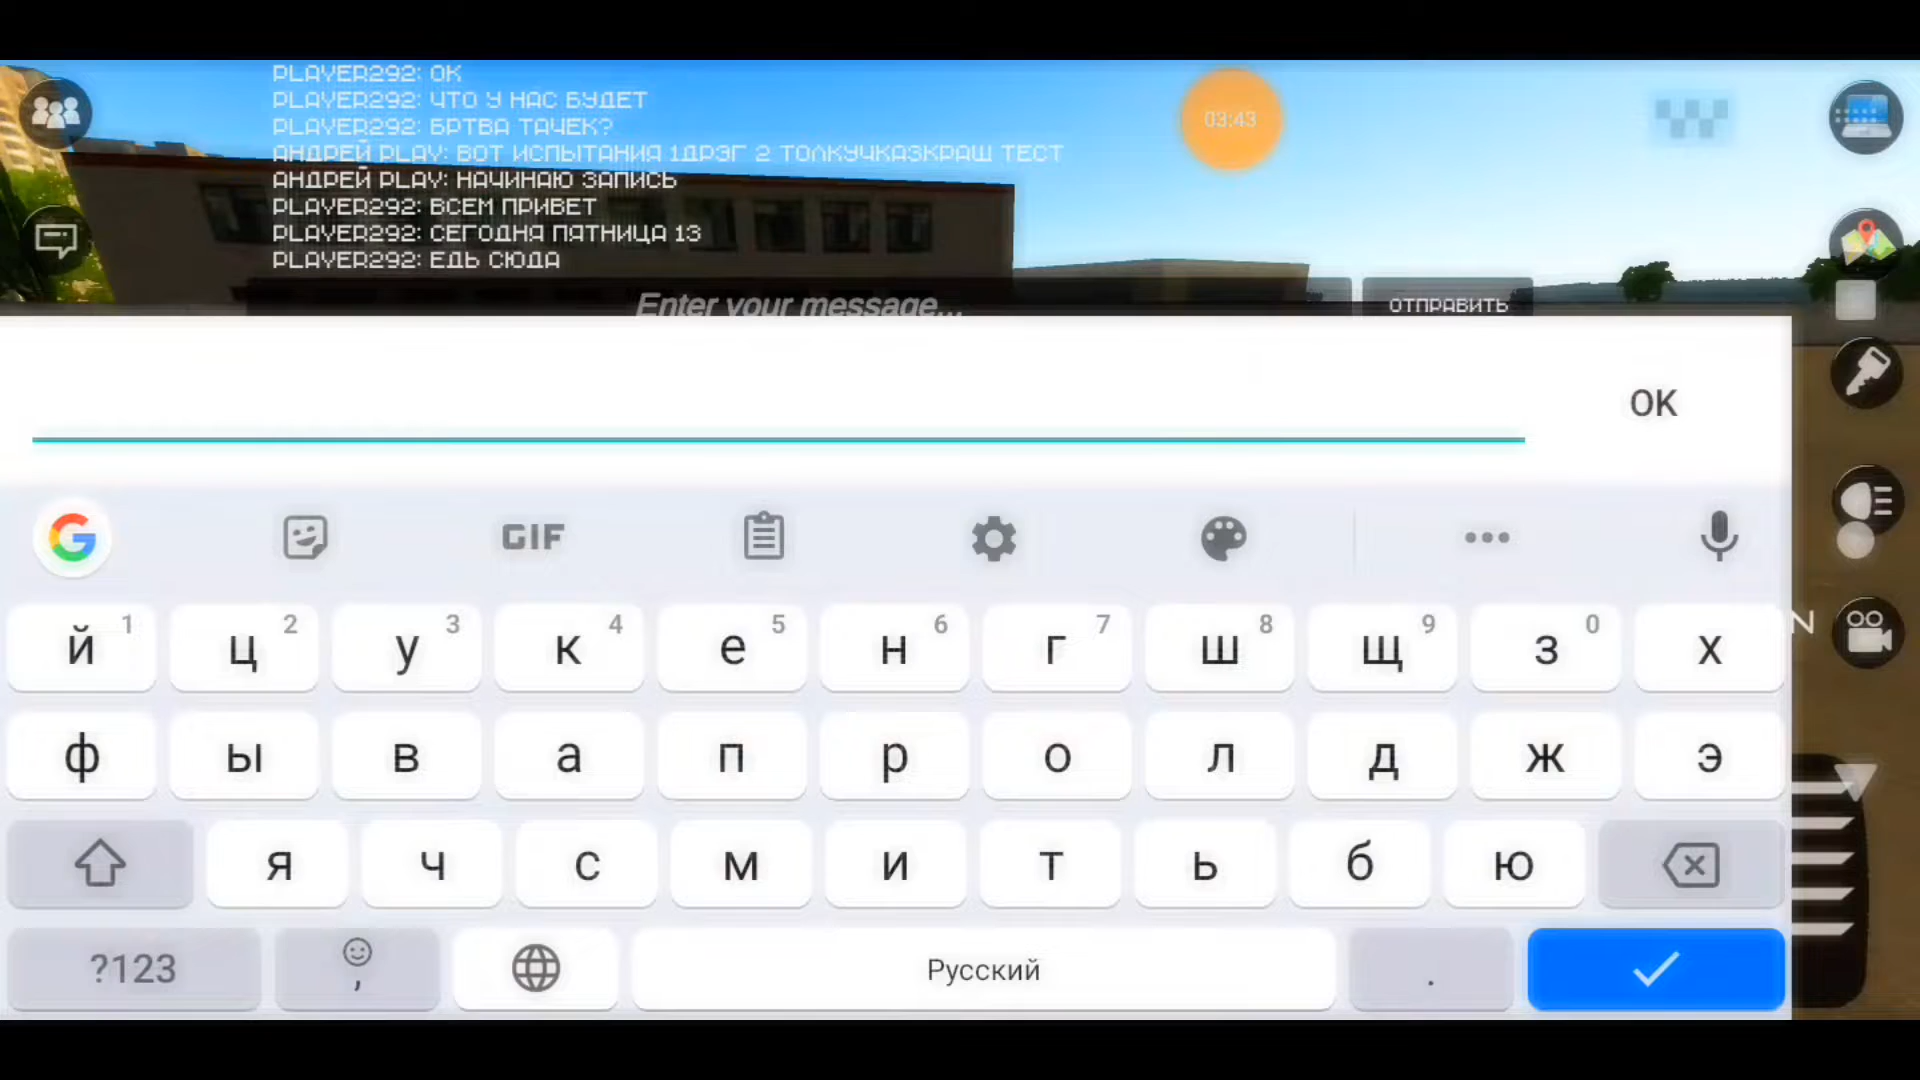 PLAYER292: ОК
PLAYER292: ЧТО У НАС БУДЕТ
PLAYER292: БРТВА ТАЧЕК?
АНДРЕЙ PLAY: ВОТ ИСПЫТАНИЯ 1ДРЭГ 2 ТОЛКУЧКА3КРАШ ТЕСТ
АНДРЕЙ PLAY: НАЧИНАЮ ЗАПИСЬ
PLAYER292: ВСЕМ ПРИВЕТ
PLAYER292: СЕГОДНЯ ПЯТНИЦА 13
PLAYER292: ЕДЬ СЮДА
03:43
Enter your message...
ОТПРАВИТЬ
OK
G GIF
й 1 ц 2 у 3 к 4 е 5 н 6 г 7 ш 8 щ 9 з 0 х
N
ф ы в а п р о л д ж э
я ч с м и т ь б ю
?123 , Русский .